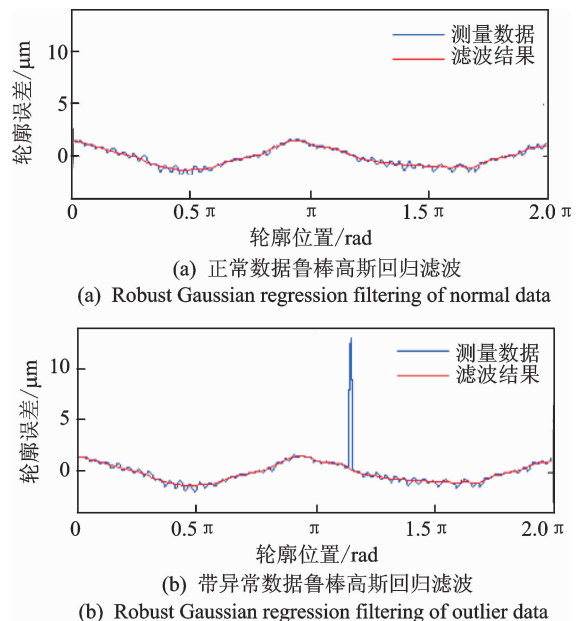 测量数据
滤波结果
轮廓误差/μm
10
5
0
0
0.5 π
π
1.5 π
2.0 π
轮廓位置/rad
(a) 正常数据鲁棒高斯回归滤波
(a) Robust Gaussian regression filtering of normal data
测量数据
滤波结果
轮廓误差/μm
10
5
0
0
0.5 π
π
1.5 π
2.0 π
轮廓位置/rad
(b) 带异常数据鲁棒高斯回归滤波
(b) Robust Gaussian regression filtering of outlier data